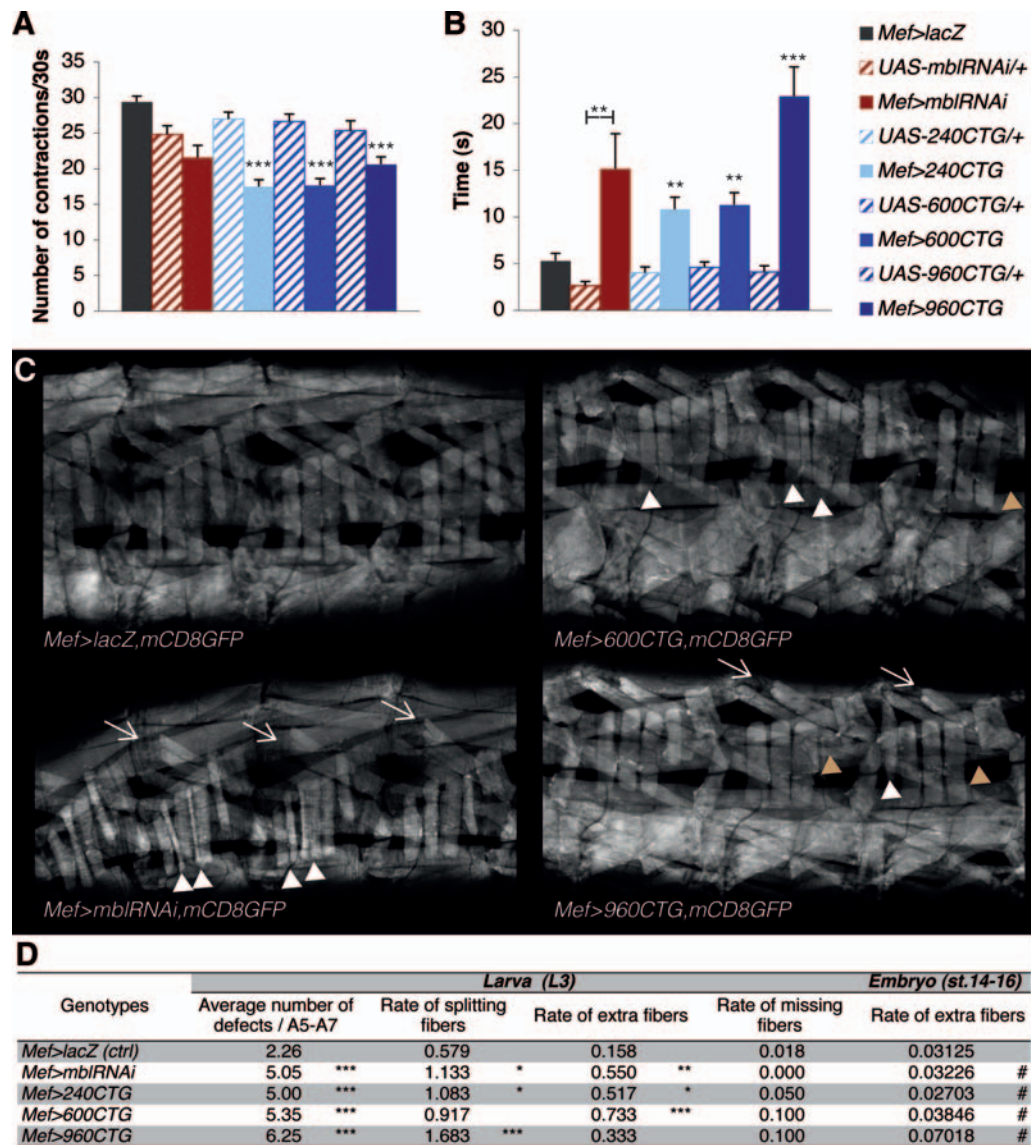 A
Number of contractions/30s
35
30
25
20
15
10
5
0
***
***
***
B
Time (s)
30
25
20
15
10
5
0
**
**
**
***
Mef>lacZ
UAS-mblRNAi/+
Mef>mblRNAi
UAS-240CTG/+
Mef>240CTG
UAS-600CTG/+
Mef>600CTG
UAS-960CTG/+
Mef>960CTG
C
Mef>lacZ,mCD8GFP
Mef>600CTG,mCD8GFP
Mef>mblRNAi,mCD8GFP
Mef>960CTG,mCD8GFP
D
Larva (L3) Embryo (st.14-16)
Genotypes Average number of defects / A5-A7 Rate of splitting fibers Rate of extra fibers Rate of missing fibers Rate of extra fibers
Mef>lacZ (ctrl) 2.26 0.579 0.158 0.018 0.03125
Mef>mblRNAi 5.05 *** 1.133 * 0.550 ** 0.000 0.03226 #
Mef>240CTG 5.00 *** 1.083 * 0.517 * 0.050 0.02703 #
Mef>600CTG 5.35 *** 0.917 0.733 *** 0.100 0.03846 #
Mef>960CTG 6.25 *** 1.683 *** 0.333 0.100 0.07018 #